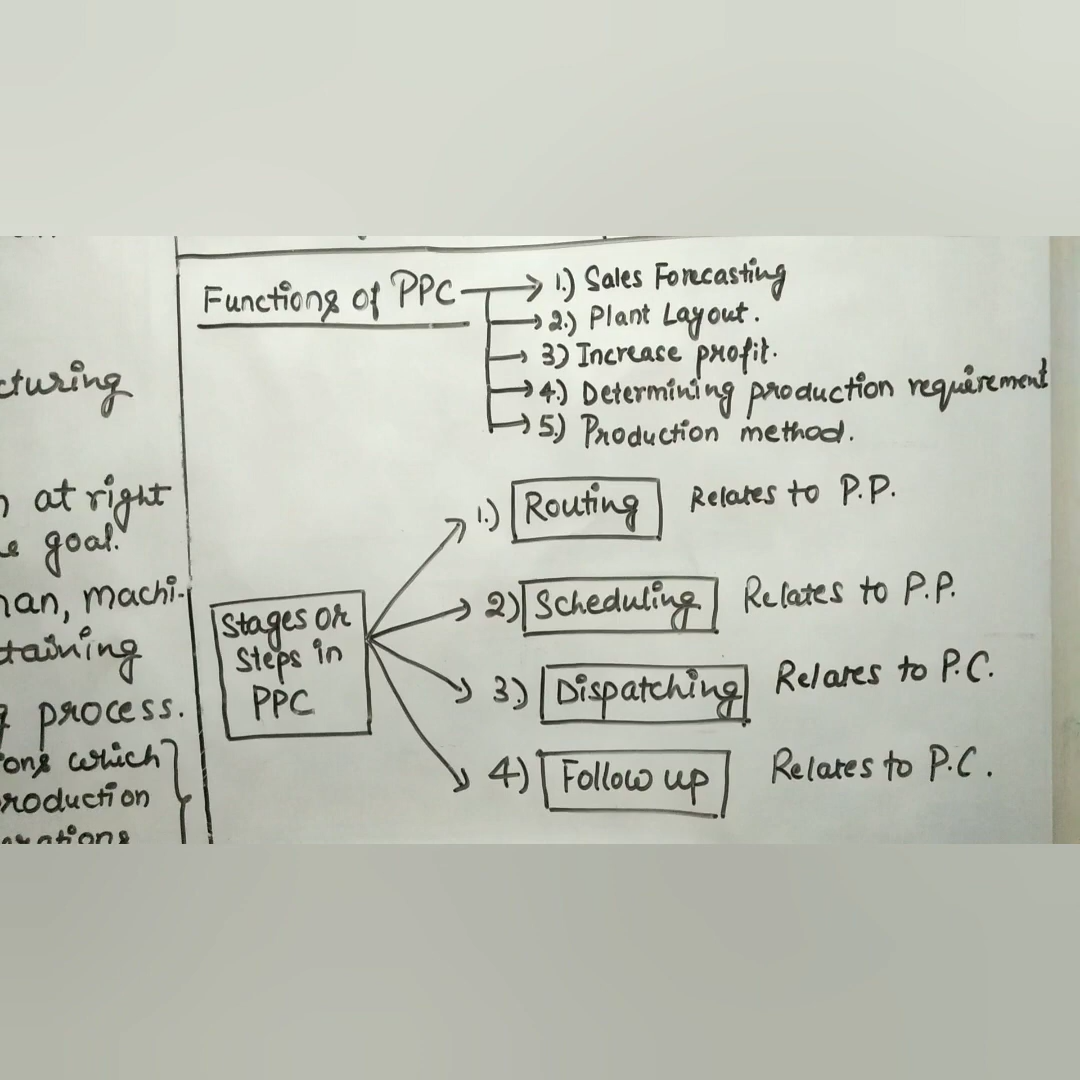 cturing
at right
goal.
man, machi-
taining
process.
ons which
roduction
Functions of PPC
1.) Sales Forecasting
2.) Plant Layout.
3) Increase profit.
4.) Determining production requirement
5.) Production method.
Stages or
Steps in
PPC
1.) Routing Relates to P.P.
2) Scheduling Relates to P.P.
3) Dispatching Relates to P.C.
4) Follow up Relates to P.C.